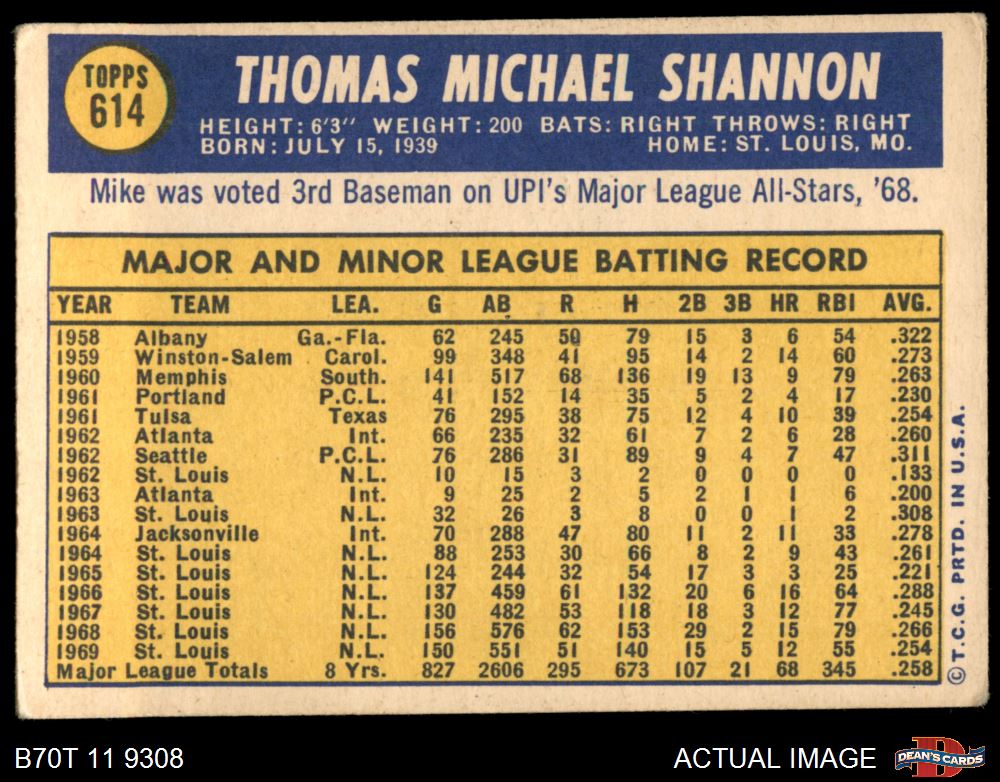 TOPPS
614
THOMAS MICHAEL SHANNON
HEIGHT: 6'3" WEIGHT: 200 BATS: RIGHT THROWS: RIGHT
BORN: JULY 15, 1939 HOME: ST. LOUIS, MO.
Mike was voted 3rd Baseman on UPI's Major League All-Stars, '68.
MAJOR AND MINOR LEAGUE BATTING RECORD
YEAR TEAM LEA. G AB R H 2B 3B HR RBI AVG.
1958 Albany Ga.-Fla. 62 245 50 79 15 3 6 54 .322
1959 Winston-Salem Carol. 99 348 41 95 14 2 14 60 .273
1960 Memphis South. 141 517 68 136 19 13 9 79 .263
1961 Portland P.C.L. 41 152 14 35 5 2 4 17 .230
1961 Tulsa Texas 76 295 38 75 12 4 10 39 .254
1962 Atlanta Int. 66 235 32 61 7 2 6 28 .260
1962 Seattle P.C.L. 76 286 31 89 9 4 7 47 .311
1962 St. Louis N.L. 10 15 3 2 0 0 0 0 .133
1963 Atlanta Int. 9 25 2 5 2 1 1 6 .200
1963 St. Louis N.L. 32 26 3 8 0 0 1 2 .308
1964 Jacksonville Int. 70 288 47 80 11 2 11 33 .278
1964 St. Louis N.L. 88 253 30 66 8 2 9 43 .261
1965 St. Louis N.L. 124 244 32 54 17 3 3 25 .221
1966 St. Louis N.L. 137 459 61 132 20 6 16 64 .288
1967 St. Louis N.L. 130 482 53 118 18 3 12 77 .245
1968 St. Louis N.L. 156 576 62 153 29 2 15 79 .266
1969 St. Louis N.L. 150 551 51 140 15 5 12 55 .254
Major League Totals 8 Yrs. 827 2606 295 673 107 21 68 345 .258
©T.C.G. PRTD. IN U.S.A.
B70T 11 9308 ACTUAL IMAGE
DEAN'S CARDS